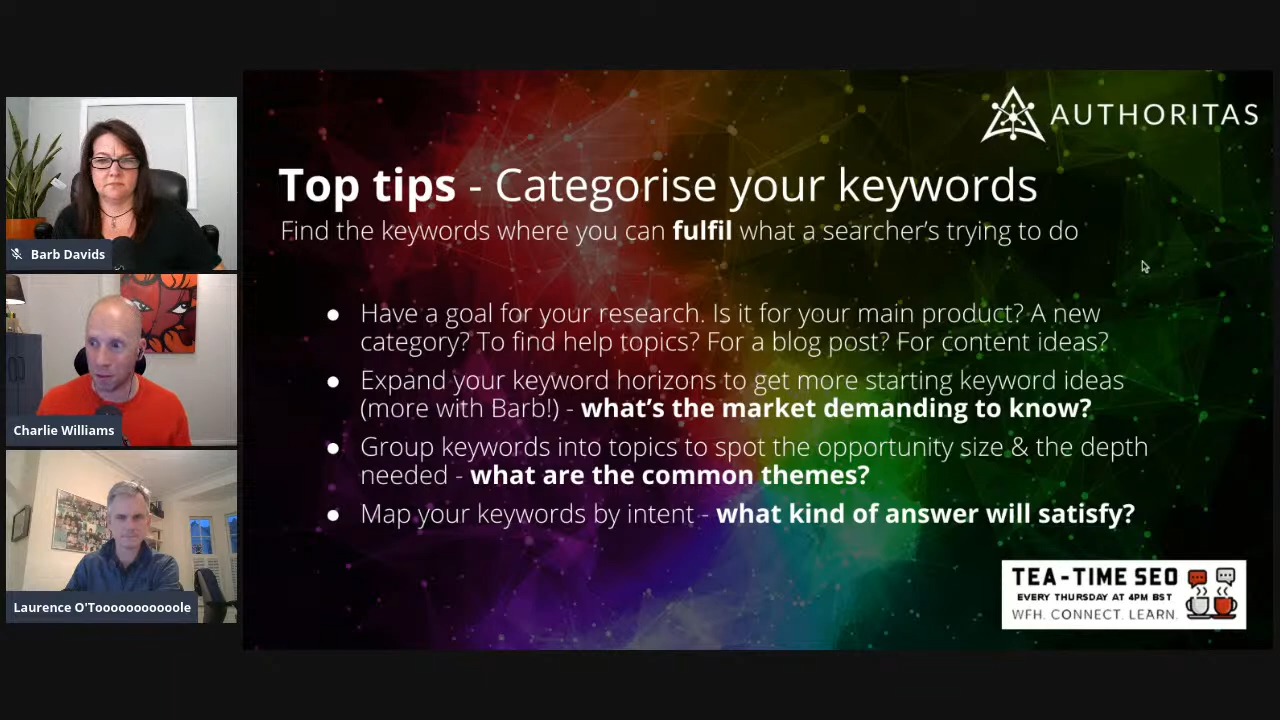 Barb Davids
Charlie Williams
Laurence O'Tooooooooooole
AUTHORITAS
Top tips - Categorise your keywords
Find the keywords where you can fulfil what a searcher's trying to do
● Have a goal for your research. Is it for your main product? A new
category? To find help topics? For a blog post? For content ideas?
● Expand your keyword horizons to get more starting keyword ideas
(more with Barb!) - what's the market demanding to know?
● Group keywords into topics to spot the opportunity size & the depth
needed - what are the common themes?
● Map your keywords by intent - what kind of answer will satisfy?
TEA-TIME SEO
EVERY THURSDAY AT 4PM BST
WFH. CONNECT. LEARN.